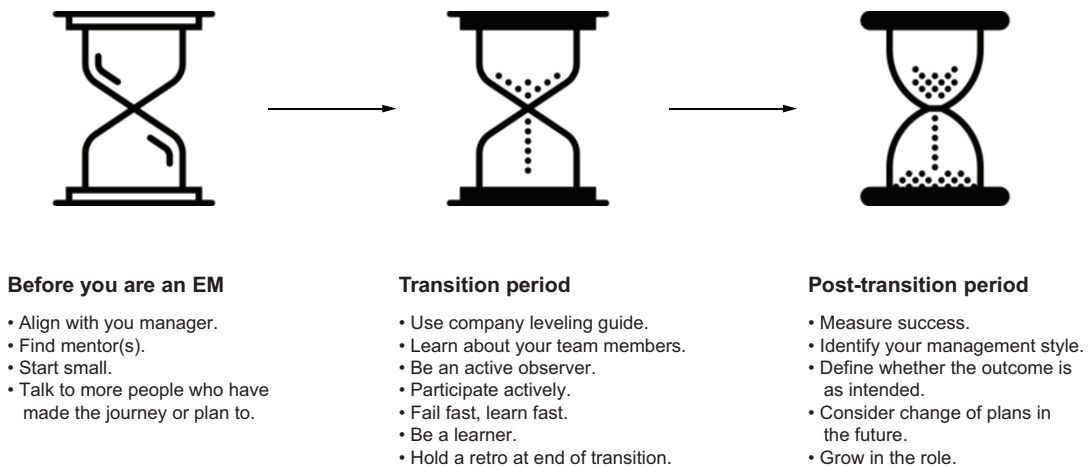 Before you are an EM
• Align with you manager.
• Find mentor(s).
• Start small.
• Talk to more people who have
made the journey or plan to.
Transition period
• Use company leveling guide.
• Learn about your team members.
• Be an active observer.
• Participate actively.
• Fail fast, learn fast.
• Be a learner.
• Hold a retro at end of transition.
Post-transition period
• Measure success.
• Identify your management style.
• Define whether the outcome is
as intended.
• Consider change of plans in
the future.
• Grow in the role.